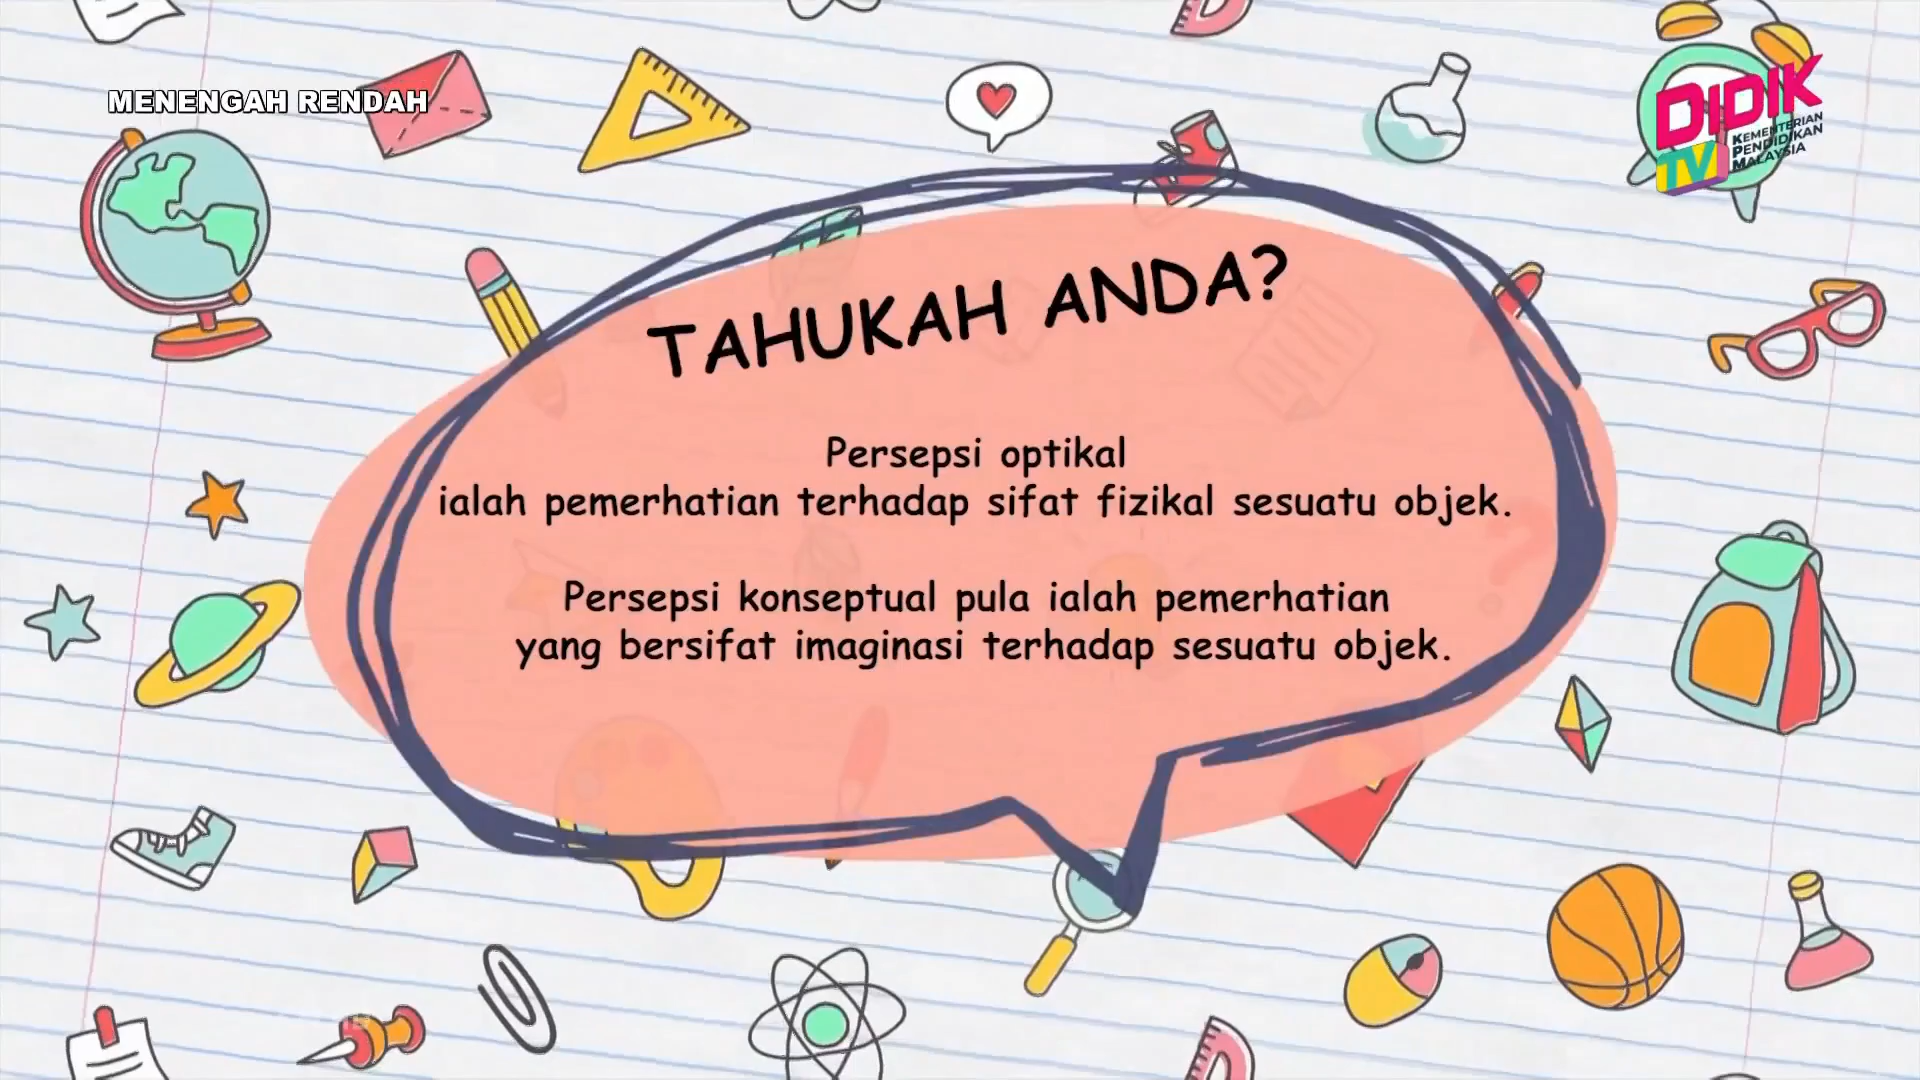 MENENGAH RENDAH
DIDIK
TV
KEMENTERIAN
PENDIDIKAN
MALAYSIA
TAHUKAH ANDA?
Persepsi optikal
ialah pemerhatian terhadap sifat fizikal sesuatu objek.
Persepsi konseptual pula ialah pemerhatian
yang bersifat imaginasi terhadap sesuatu objek.